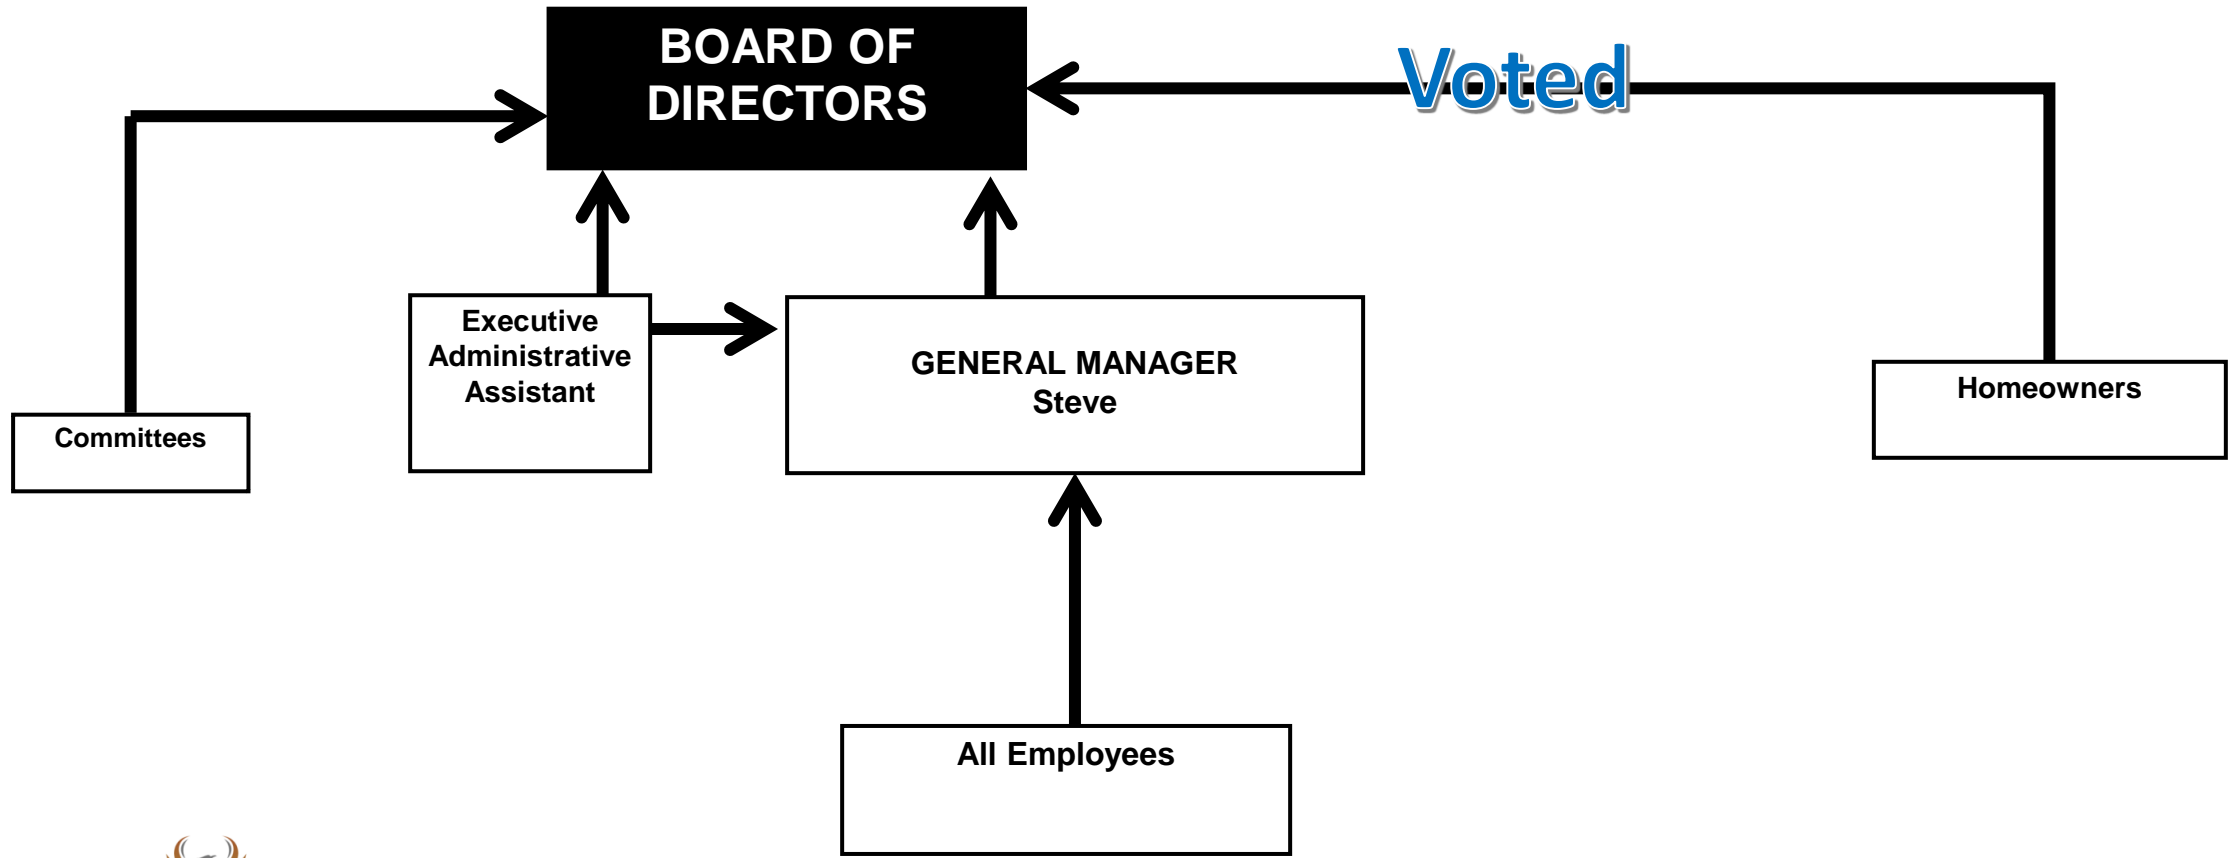 BOARD OF
DIRECTORS
Voted
Executive
Administrative
Assistant
GENERAL MANAGER
Steve
Homeowners
Committees
All Employees